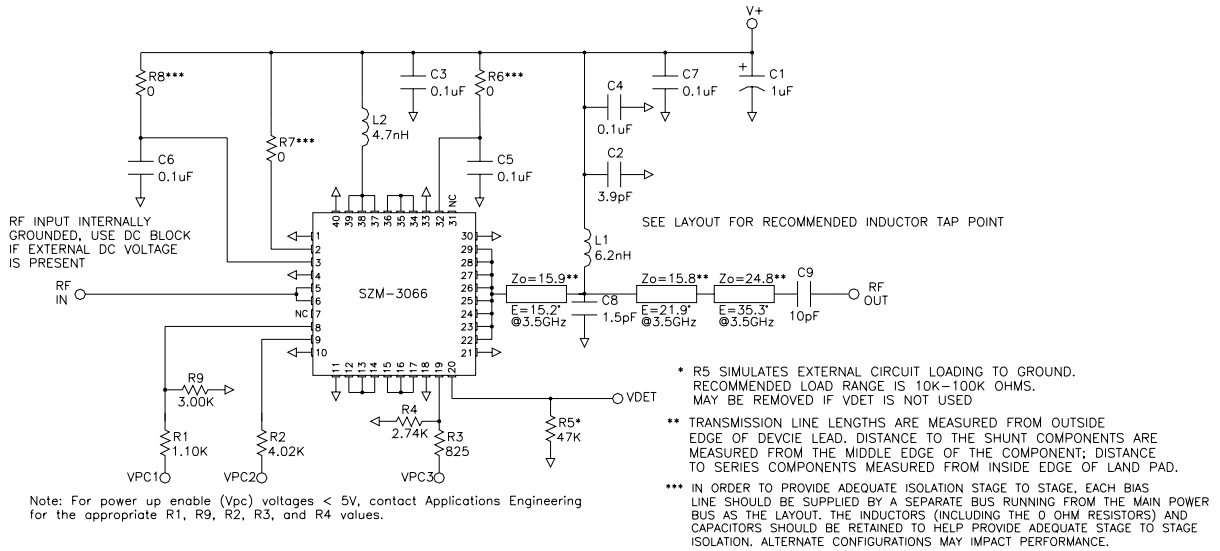 V+
R8***
0
C3
0.1uF
R6***
0
C7
0.1uF
+
C1
1uF
C4
0.1uF
L2
4.7nH
R7***
0
C6
0.1uF
C5
0.1uF
C2
3.9pF
RF INPUT INTERNALLY
GROUNDED, USE DC BLOCK
IF EXTERNAL DC VOLTAGE
IS PRESENT
40
39
38
37
36
35
34
33
32
31
NC
SEE LAYOUT FOR RECOMMENDED INDUCTOR TAP POINT
L1
6.2nH
1
2
3
4
5
6
NC
7
8
9
10
30
29
28
27
26
25
24
23
22
21
SZM-3066
RF
IN
Zo=15.9**
E=15.2°
@3.5GHz
C8
1.5pF
Zo=15.8**
E=21.9°
@3.5GHz
Zo=24.8**
E=35.3°
@3.5GHz
C9
10pF
RF
OUT
11
12
13
14
15
16
17
18
19
20
R9
3.00K
R1
1.10K
VPC1
R2
4.02K
VPC2
R4
2.74K
R3
825
VPC3
VDET
R5*
47K
* R5 SIMULATES EXTERNAL CIRCUIT LOADING TO GROUND.
RECOMMENDED LOAD RANGE IS 10K-100K OHMS.
MAY BE REMOVED IF VDET IS NOT USED
** TRANSMISSION LINE LENGTHS ARE MEASURED FROM OUTSIDE
EDGE OF DEVCIE LEAD. DISTANCE TO THE SHUNT COMPONENTS ARE
MEASURED FROM THE MIDDLE EDGE OF THE COMPONENT; DISTANCE
TO SERIES COMPONENTS MEASURED FROM INSIDE EDGE OF LAND PAD.
*** IN ORDER TO PROVIDE ADEQUATE ISOLATION STAGE TO STAGE, EACH BIAS
LINE SHOULD BE SUPPLIED BY A SEPARATE BUS RUNNING FROM THE MAIN POWER
BUS AS THE LAYOUT. THE INDUCTORS (INCLUDING THE 0 OHM RESISTORS) AND
CAPACITORS SHOULD BE RETAINED TO HELP PROVIDE ADEQUATE STAGE TO STAGE
ISOLATION. ALTERNATE CONFIGURATIONS MAY IMPACT PERFORMANCE.
Note: For power up enable (Vpc) voltages < 5V, contact Applications Engineering
for the appropriate R1, R9, R2, R3, and R4 values.